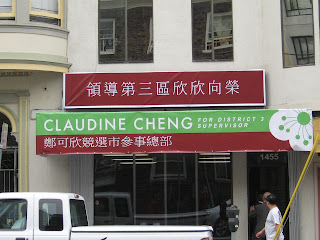 領導第三區欣欣向榮
CLAUDINE CHENG
FOR DISTRICT 3
SUPERVISOR
鄭可欣競選市參事總部
1455